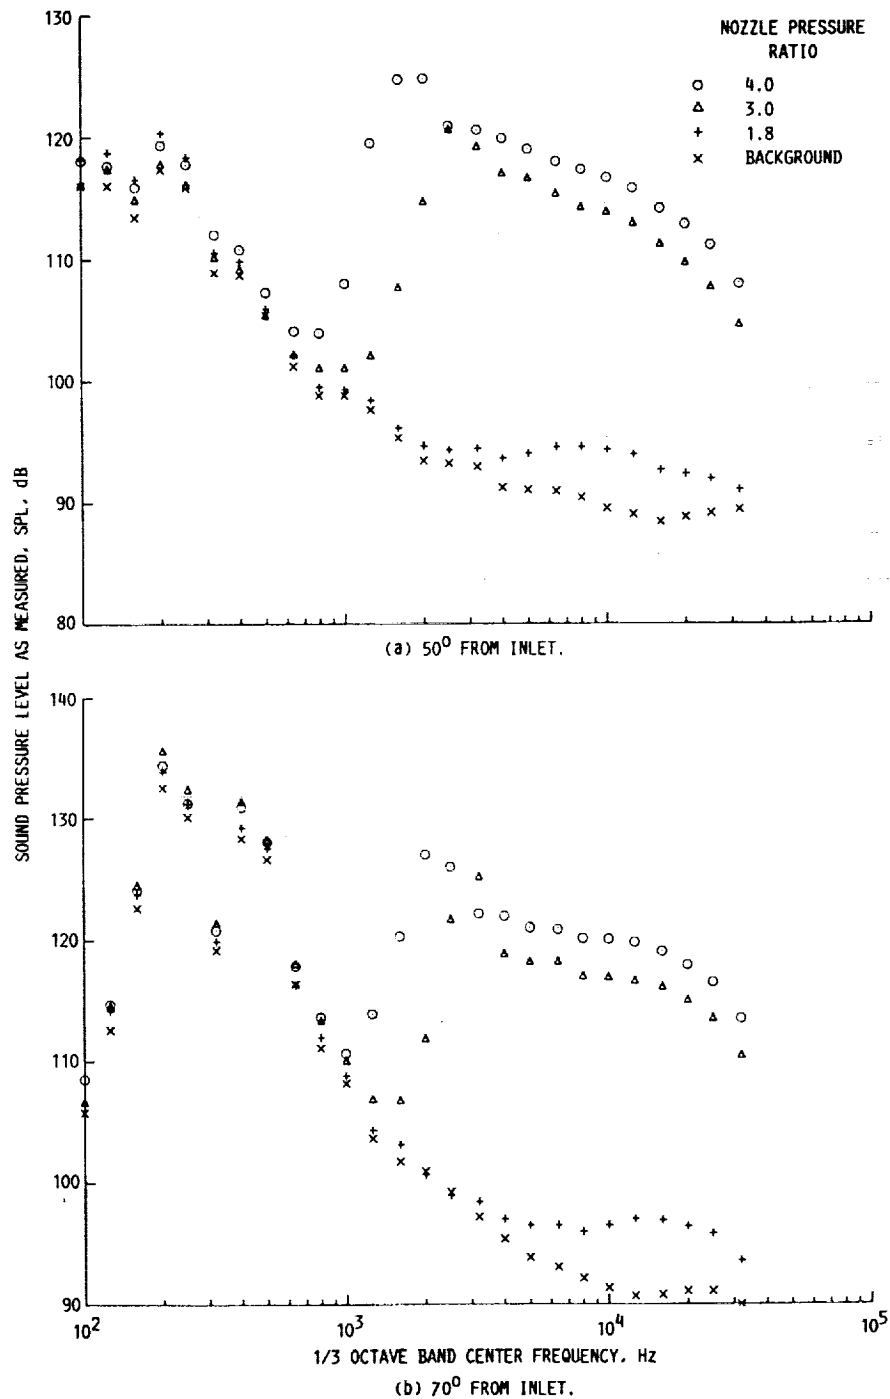 NOZZLE PRESSURE
RATIO
4.0
3.0
1.8
BACKGROUND
130
120
110
100
90
80
(a) 50⁰ FROM INLET.
SOUND PRESSURE LEVEL AS MEASURED, SPL, dB
140
130
120
110
100
90
10²
10³
10⁴
10⁵
1/3 OCTAVE BAND CENTER FREQUENCY, Hz
(b) 70⁰ FROM INLET.